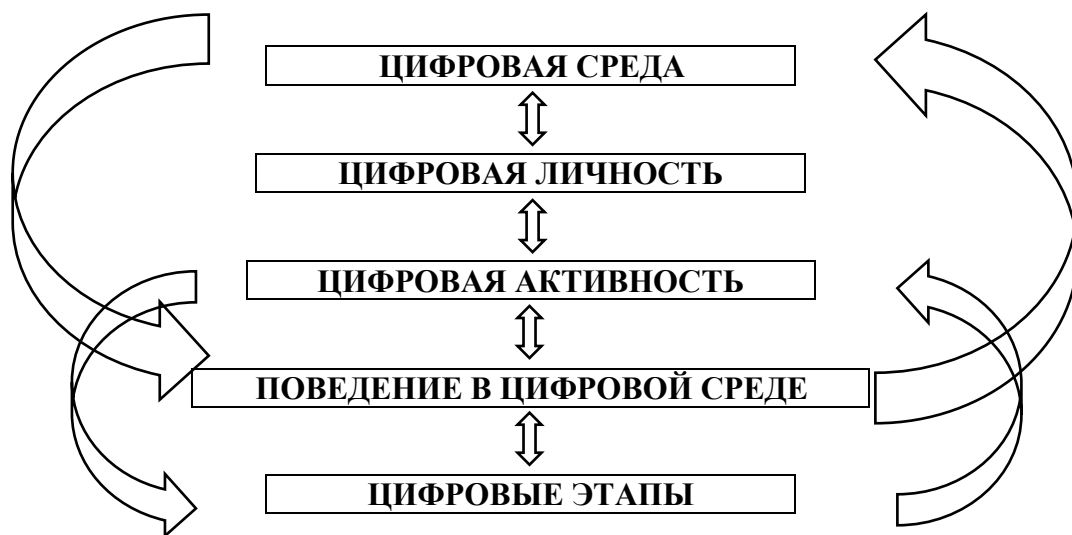 ЦИФРОВАЯ СРЕДА
ЦИФРОВАЯ ЛИЧНОСТЬ
ЦИФРОВАЯ АКТИВНОСТЬ
ПОВЕДЕНИЕ В ЦИФРОВОЙ СРЕДЕ
ЦИФРОВЫЕ ЭТАПЫ